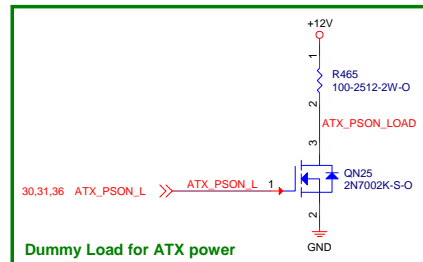 +12V
1
R465
100-2512-2W-O
2
ATX_PSON_LOAD
3
QN25
2N7002K-S-O
30,31,36 ATX_PSON_L ATX_PSON_L 1
2
GND
Dummy Load for ATX power